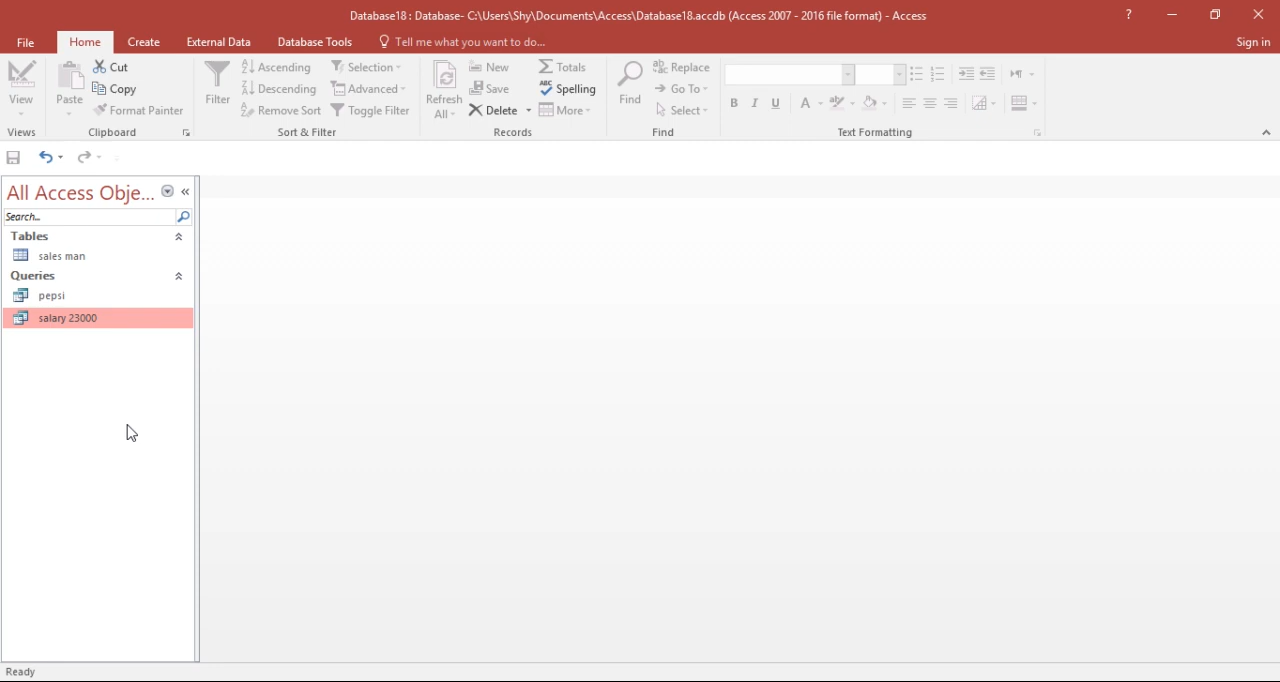 Database18 : Database- C:\Users\Shy\Documents\Access\Database18.accdb (Access 2007 - 2016 file format) - Access
?
File Home Create External Data Database Tools Tell me what you want to do... Sign in
View
Views
Paste
Cut
Copy
Format Painter
Clipboard
Filter
Ascending
Descending
Remove Sort
Selection
Advanced
Toggle Filter
Sort & Filter
Refresh
All
New
Save
Delete
Totals
Spelling
More
Records
Find
Replace
Go To
Select
Find
B I U A
Text Formatting
All Access Obje...
Search...
Tables
sales man
Queries
pepsi
salary 23000
Ready